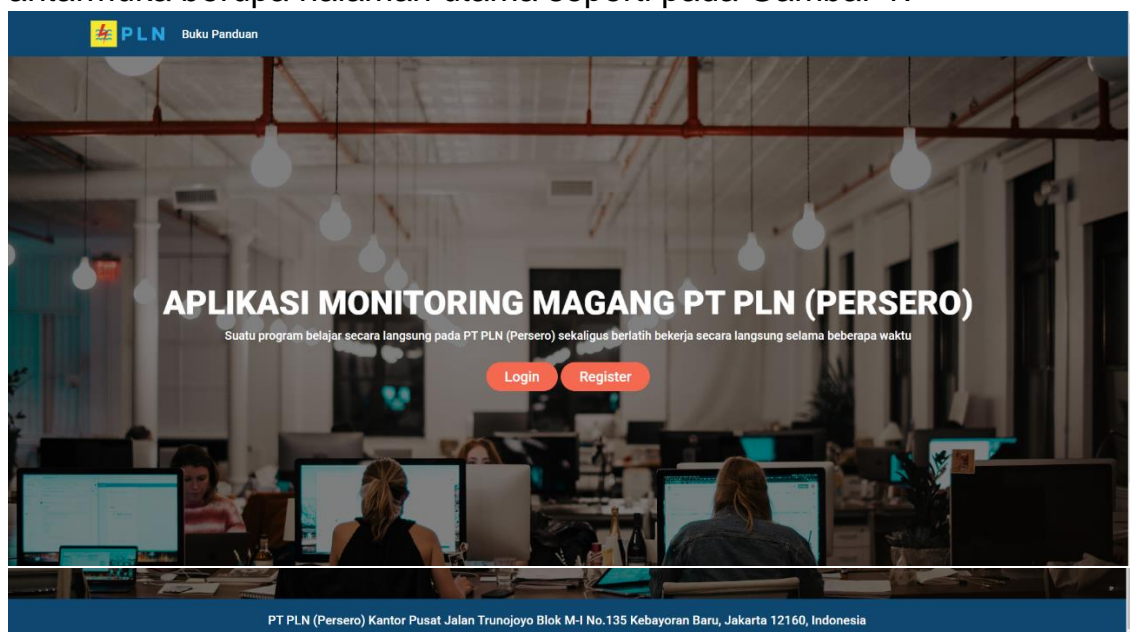 PLN Buku Panduan
APLIKASI MONITORING MAGANG PT PLN (PERSERO)
Suatu program belajar secara langsung pada PT PLN (Persero) sekaligus berlatih bekerja secara langsung selama beberapa waktu
Login Register
PT PLN (Persero) Kantor Pusat Jalan Trunojoyo Blok M-I No.135 Kebayoran Baru, Jakarta 12160, Indonesia